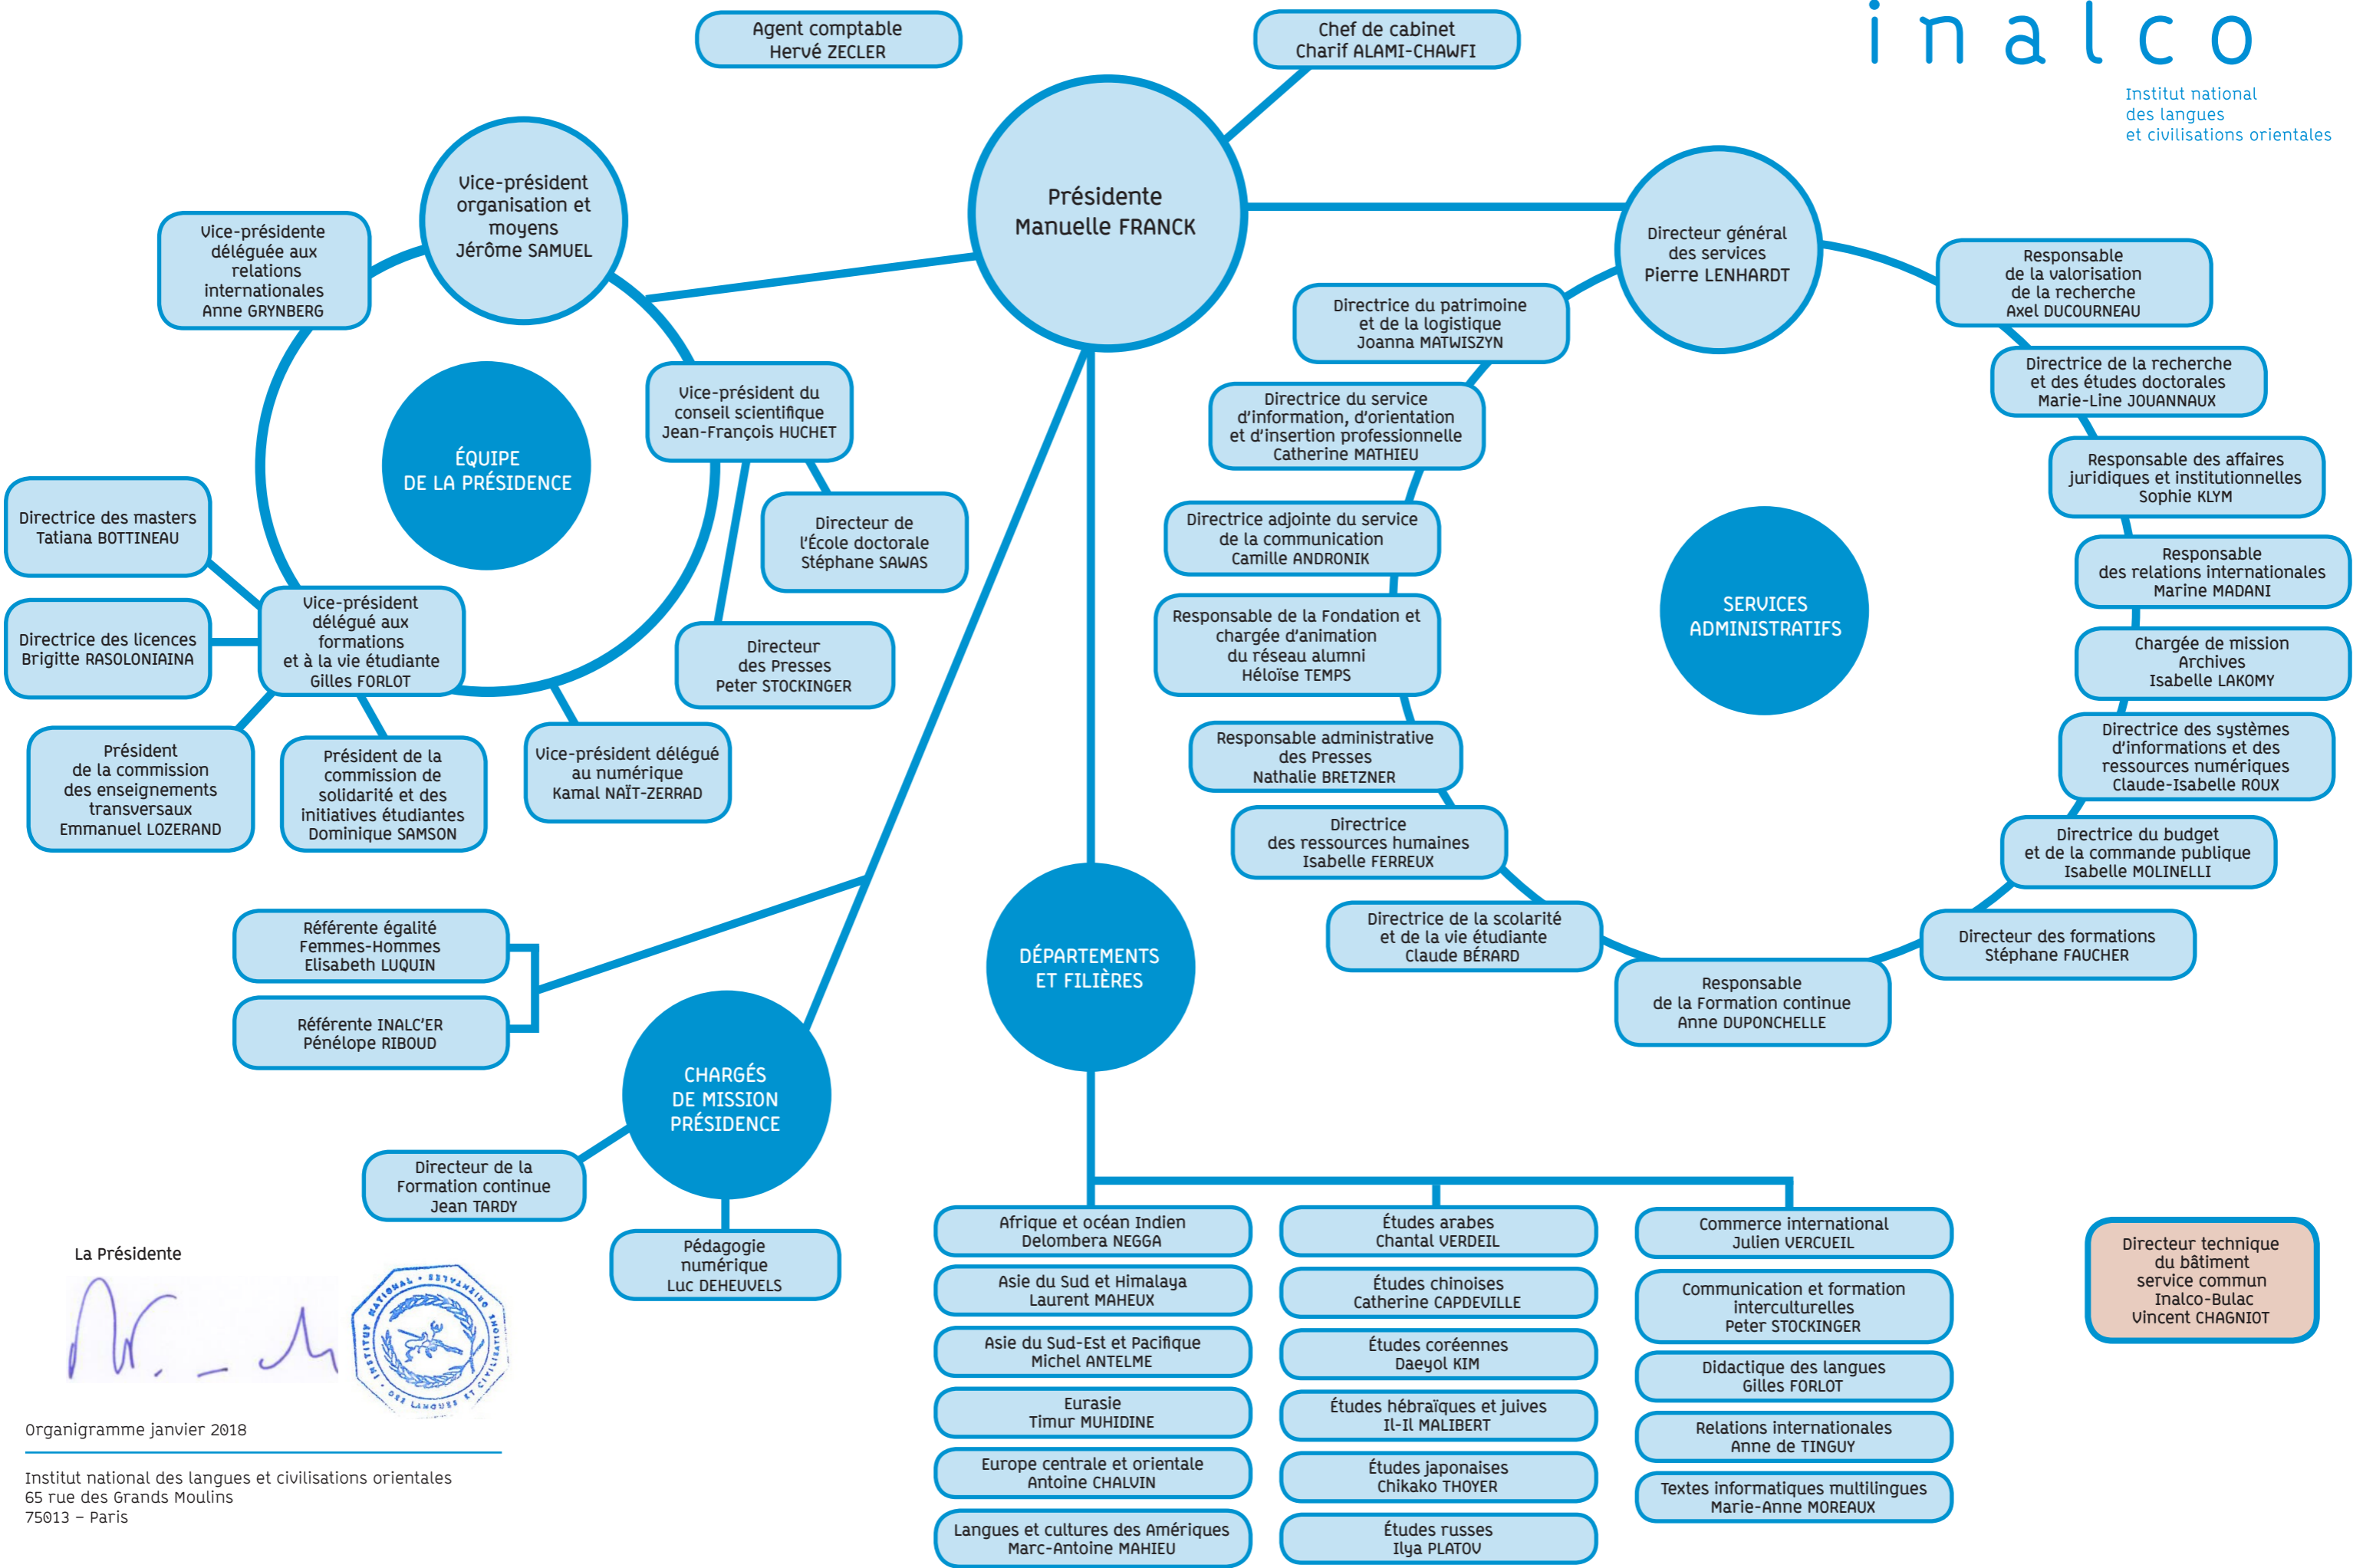 Agent comptable
Hervé ZECLER
Chef de cabinet
Charif ALAMI-CHAWFI
inalco
Institut national
des langues
et civilisations orientales
Présidente
Manuelle FRANCK
Vice-président
organisation et
moyens
Jérôme SAMUEL
Vice-présidente
déléguée aux
relations
internationales
Anne GRYNBERG
ÉQUIPE
DE LA PRÉSIDENCE
Vice-président du
conseil scientifique
Jean-François HUCHET
Directeur de
l'École doctorale
Stéphane SAWAS
Directeur
des Presses
Peter STOCKINGER
Directrice des masters
Tatiana BOTTINEAU
Directrice des licences
Brigitte RASOLONIAINA
Vice-président
délégué aux
formations
et à la vie étudiante
Gilles FORLOT
Président
de la commission
des enseignements
transversaux
Emmanuel LOZERAND
Président de la
commission de
solidarité et des
initiatives étudiantes
Dominique SAMSON
Vice-président délégué
au numérique
Kamal NAÏT-ZERRAD
Directeur général
des services
Pierre LENHARDT
Directrice du patrimoine
et de la logistique
Joanna MATWISZYN
Directrice du service
d'information, d'orientation
et d'insertion professionnelle
Catherine MATHIEU
Directrice adjointe du service
de la communication
Camille ANDRONIK
Responsable de la Fondation et
chargée d'animation
du réseau alumni
Héloïse TEMPS
Responsable administrative
des Presses
Nathalie BRETZNER
Directrice
des ressources humaines
Isabelle FERREUX
Directrice de la scolarité
et de la vie étudiante
Claude BÉRARD
SERVICES
ADMINISTRATIFS
Responsable
de la valorisation
de la recherche
Axel DUCOURNEAU
Directrice de la recherche
et des études doctorales
Marie-Line JOUANNAUX
Responsable des affaires
juridiques et institutionnelles
Sophie KLYM
Responsable
des relations internationales
Marine MADANI
Chargée de mission
Archives
Isabelle LAKOMY
Directrice des systèmes
d'informations et des
ressources numériques
Claude-Isabelle ROUX
Directrice du budget
et de la commande publique
Isabelle MOLINELLI
Directeur des formations
Stéphane FAUCHER
Responsable
de la Formation continue
Anne DUPONCHELLE
Référente égalité
Femmes-Hommes
Elisabeth LUQUIN
Référente INALC'ER
Pénélope RIBOUD
CHARGÉS
DE MISSION
PRÉSIDENCE
Directeur de la
Formation continue
Jean TARDY
Pédagogie
numérique
Luc DEHEUVELS
DÉPARTEMENTS
ET FILIÈRES
Afrique et océan Indien
Delombera NEGGA
Asie du Sud et Himalaya
Laurent MAHEUX
Asie du Sud-Est et Pacifique
Michel ANTELME
Eurasie
Timur MUHIDINE
Europe centrale et orientale
Antoine CHALVIN
Langues et cultures des Amériques
Marc-Antoine MAHIEU
Études arabes
Chantal VERDEIL
Études chinoises
Catherine CAPDEVILLE
Études coréennes
Daeyol KIM
Études hébraïques et juives
Il-Il MALIBERT
Études japonaises
Chikako THOYER
Études russes
Ilya PLATOV
Commerce international
Julien VERCUEIL
Communication et formation
interculturelles
Peter STOCKINGER
Didactique des langues
Gilles FORLOT
Relations internationales
Anne de TINGUY
Textes informatiques multilingues
Marie-Anne MOREAUX
Directeur technique
du bâtiment
service commun
Inalco-Bulac
Vincent CHAGNIOT
La Présidente
INSTITUT NATIONAL
DES LANGUES ET CIVILISATIONS ORIENTALES
Organigramme janvier 2018
Institut national des langues et civilisations orientales
65 rue des Grands Moulins
75013 – Paris